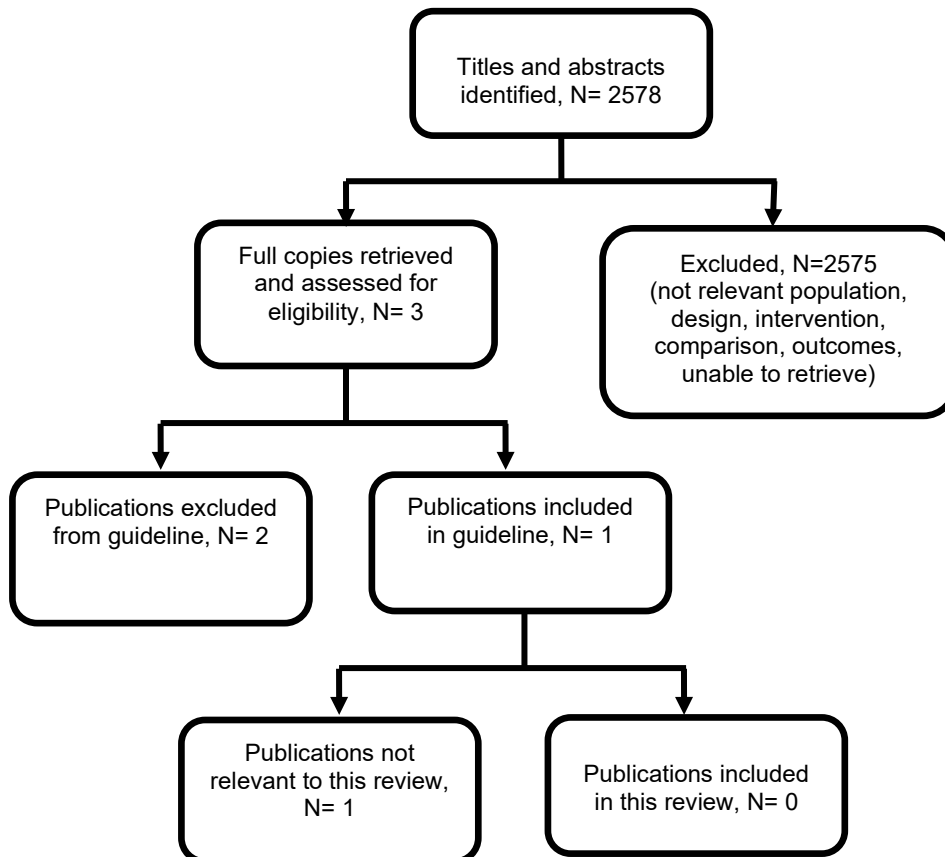 Titles and abstracts
identified, N= 2578
Full copies retrieved
and assessed for
eligibility, N= 3
Excluded, N=2575
(not relevant population,
design, intervention,
comparison, outcomes,
unable to retrieve)
Publications excluded
from guideline, N= 2
Publications included
in guideline, N= 1
Publications not
relevant to this review,
N= 1
Publications included
in this review, N= 0